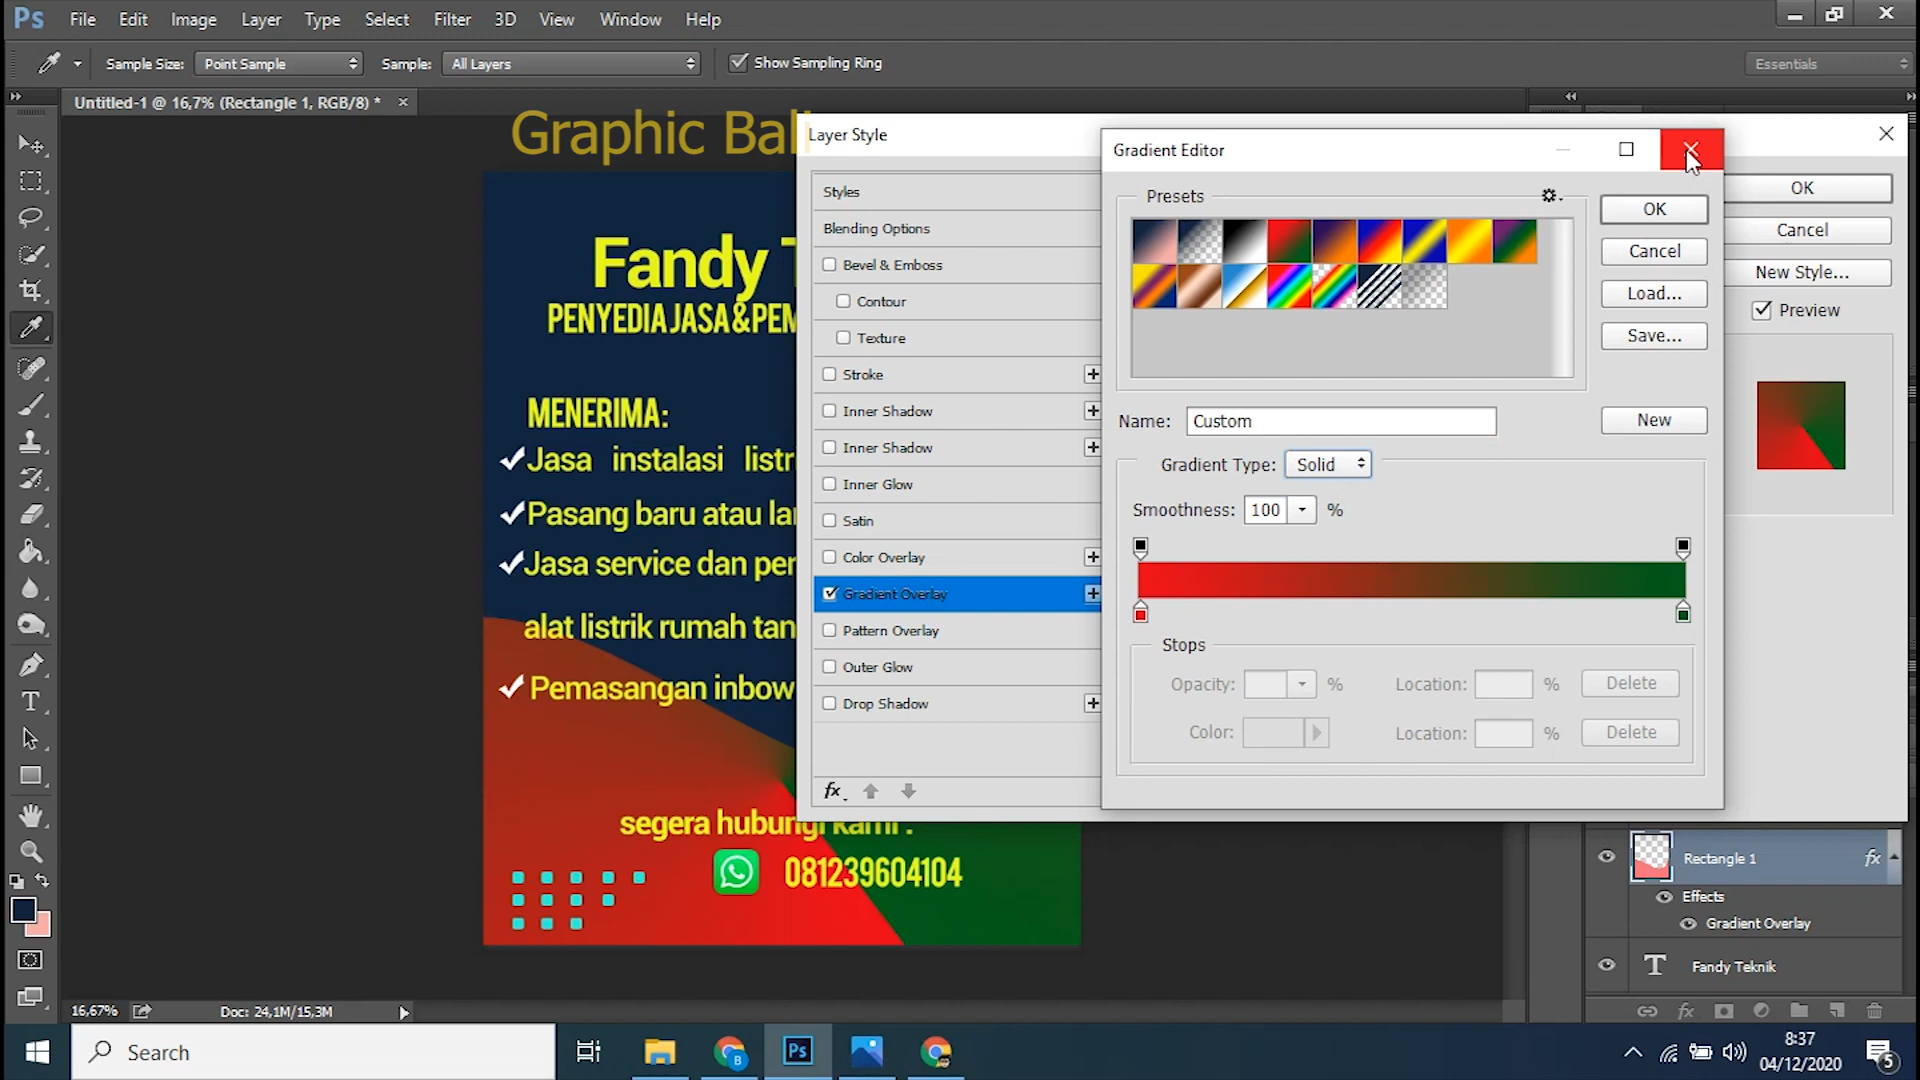 Ps File Edit Image Layer Type Select Filter 3D View Window Help
Sample Size: Point Sample Sample: All Layers Show Sampling Ring Essentials
Untitled-1 @ 16,7% (Rectangle 1, RGB/8) *
Graphic Bali
Layer Style
Gradient Editor
Styles
Blending Options
Bevel & Emboss
Contour
Texture
Stroke
Inner Shadow
Inner Shadow
Inner Glow
Satin
Color Overlay
Gradient Overlay
Pattern Overlay
Outer Glow
Drop Shadow
fx
Presets
OK
Cancel
Load...
Save...
Name: Custom
New
Gradient Type: Solid
Smoothness: 100 %
Stops
Opacity: % Location: % Delete
Color: Location: % Delete
OK
Cancel
New Style...
Preview
Fandy T
PENYEDIA JASA & PEM
MENERIMA:
Jasa instalasi listr
Pasang baru atau la
Jasa service dan per
alat listrik rumah tan
Pemasangan inbow
segera hubungi kami :
081239604104
Rectangle 1 fx
Effects
Gradient Overlay
T Fandy Teknik
fx
16,67% Doc: 24,1M/15,3M
Search
B
Ps
8:37
04/12/2020
5